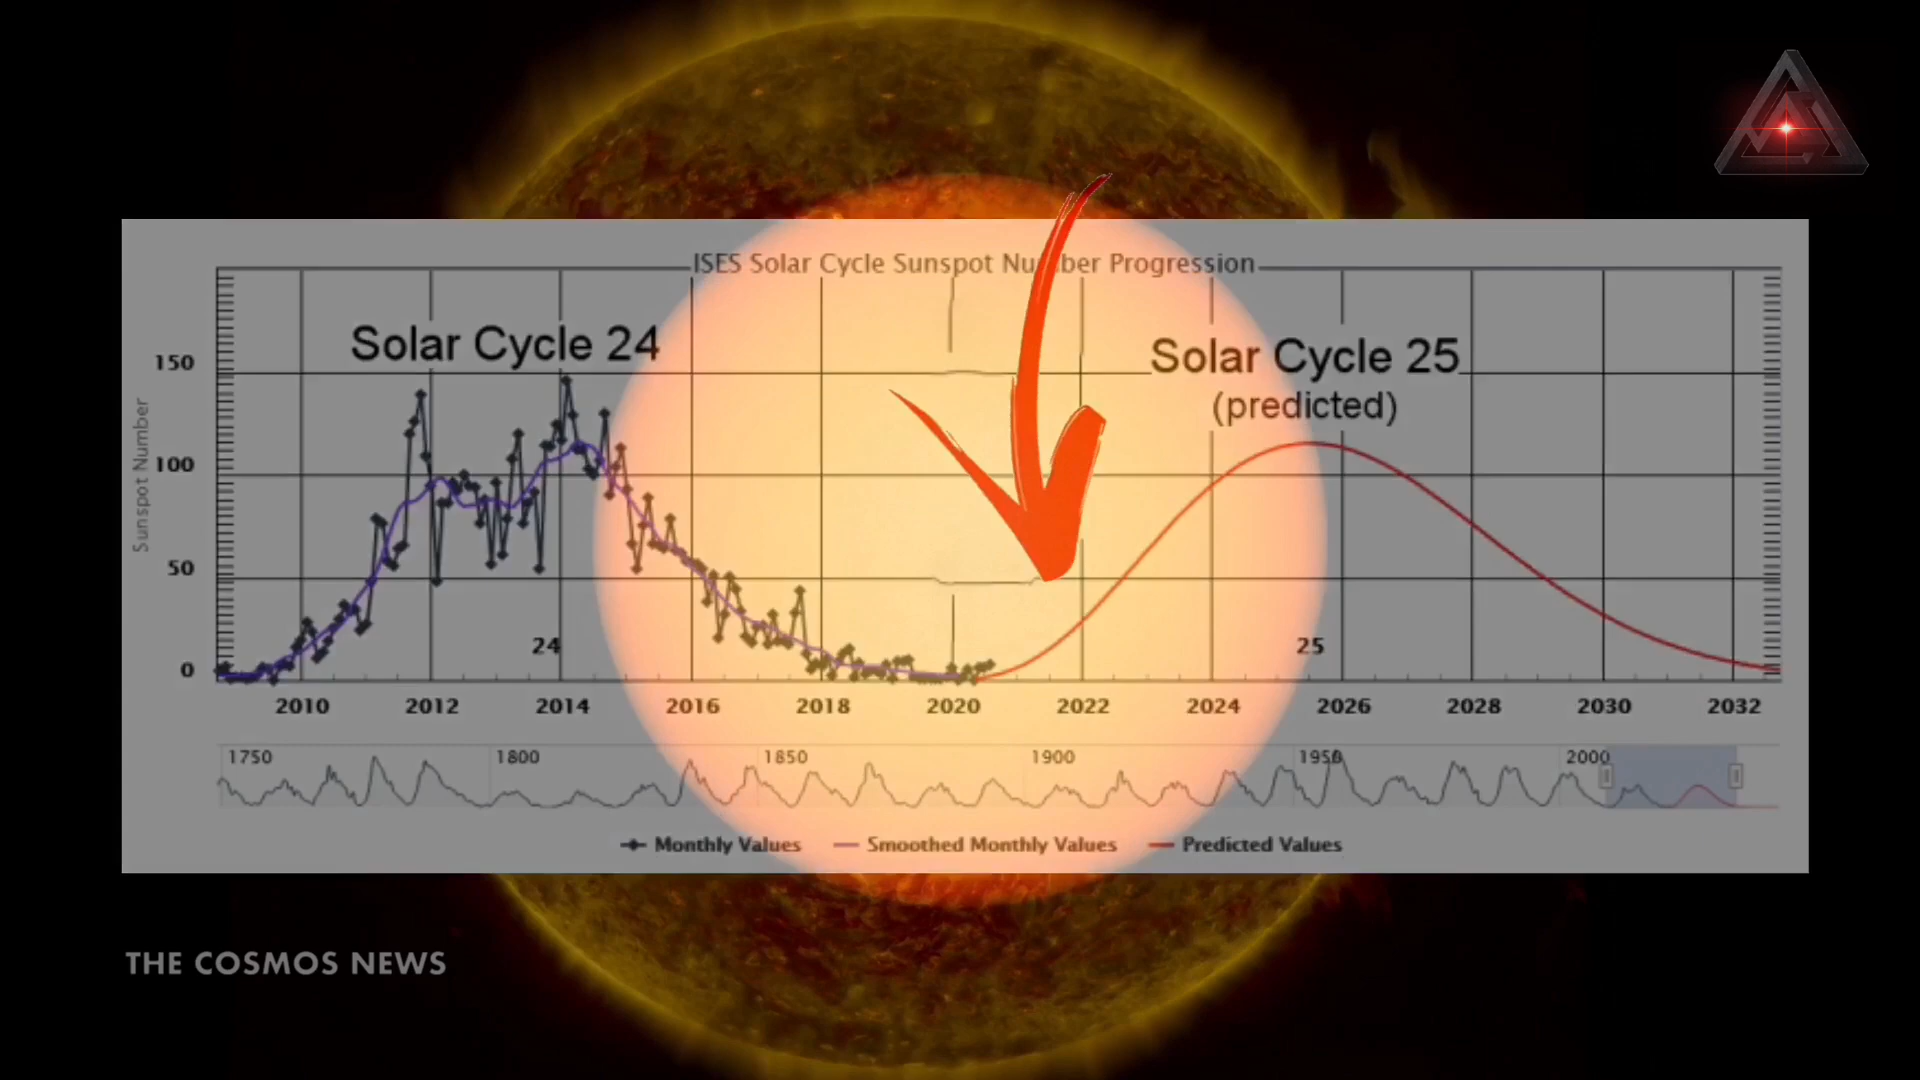 ISES Solar Cycle Sunspot Number Progression
Solar Cycle 24
Solar Cycle 25
(predicted)
Sunspot Number
150
100
50
0
24
25
2010 2012 2014 2016 2018 2020 2022 2024 2026 2028 2030 2032
1750 1800 1850 1900 1950 2000
Monthly Values Smoothed Monthly Values Predicted Values
THE COSMOS NEWS